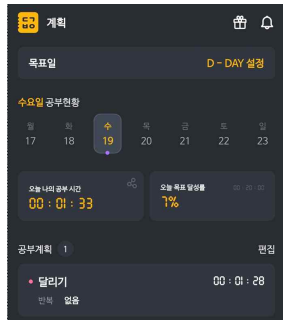 계획
목표일 D - DAY 설정
수요일 공부현황
월 화 수 목 금 토 일
17 18 19 20 21 22 23
오늘 나의 공부 시간
00 : 01 : 33
오늘 목표 달성률 00 : 20 : 00
7%
공부계획 1 편집
달리기 00 : 01 : 28
반복 없음